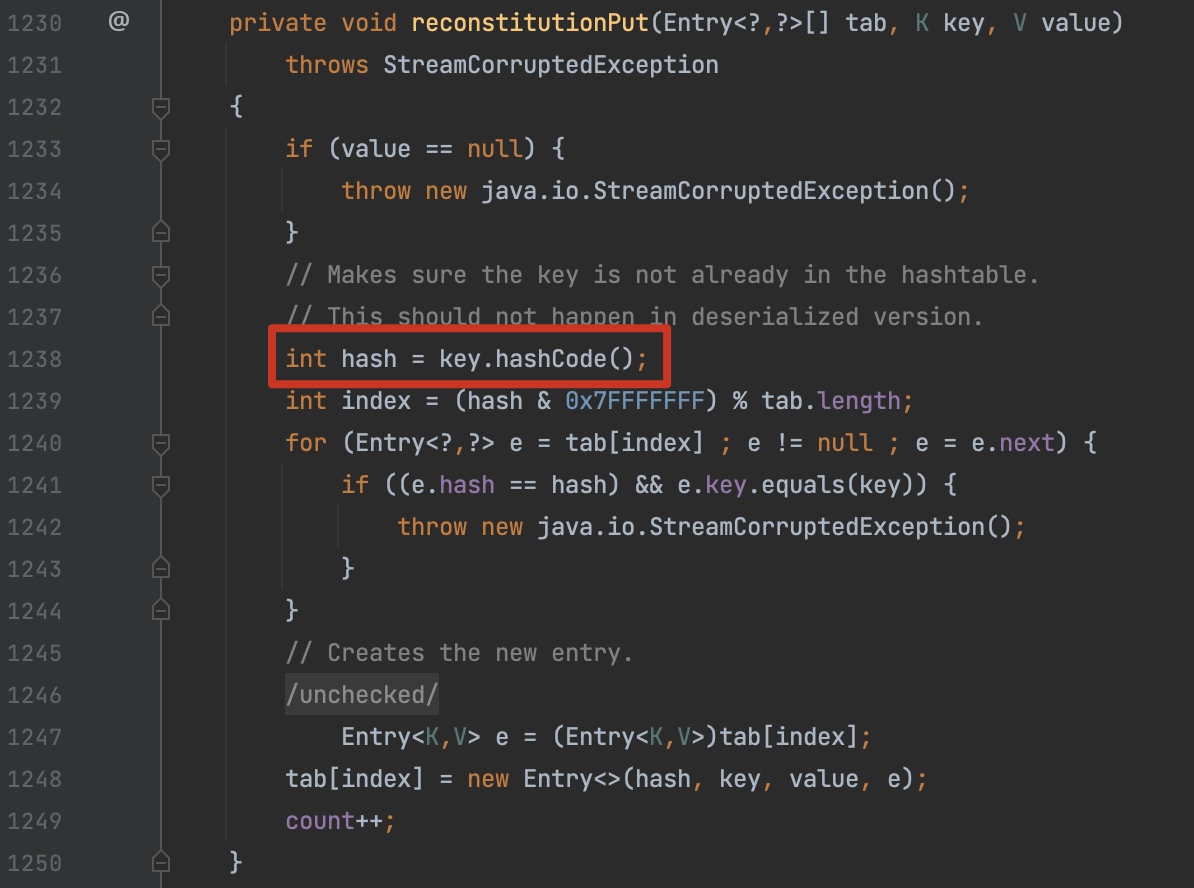 1230 @ private void reconstitutionPut(Entry<?,?>[] tab, K key, V value)
1231 throws StreamCorruptedException
1232 {
1233 if (value == null) {
1234 throw new java.io.StreamCorruptedException();
1235 }
1236 // Makes sure the key is not already in the hashtable.
1237 // This should not happen in deserialized version.
1238 int hash = key.hashCode();
1239 int index = (hash & 0x7FFFFFFF) % tab.length;
1240 for (Entry<?,?> e = tab[index] ; e != null ; e = e.next) {
1241 if ((e.hash == hash) && e.key.equals(key)) {
1242 throw new java.io.StreamCorruptedException();
1243 }
1244 }
1245 // Creates the new entry.
1246 /unchecked/
1247 Entry<K,V> e = (Entry<K,V>)tab[index];
1248 tab[index] = new Entry<>(hash, key, value, e);
1249 count++;
1250 }